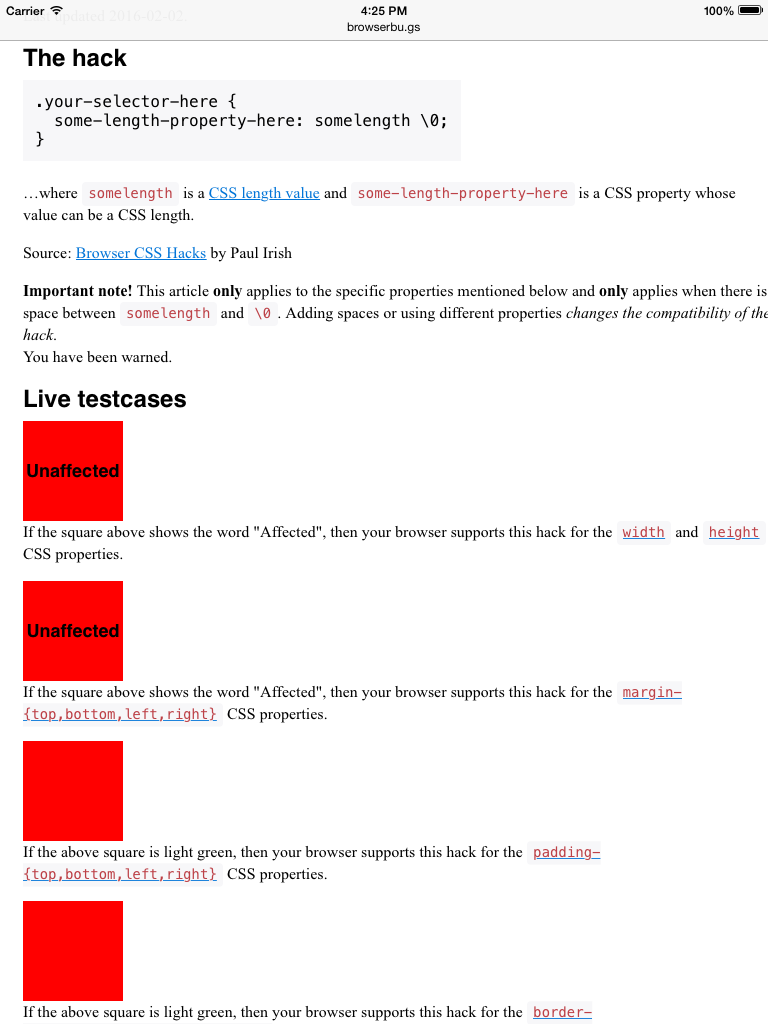 Carrier 4:25 PM 100%
Last updated 2016-02-02.
browserbu.gs
The hack
.your-selector-here {
  some-length-property-here: somelength \0;
}
…where somelength is a CSS length value and some-length-property-here is a CSS property whose
value can be a CSS length.
Source: Browser CSS Hacks by Paul Irish
Important note! This article only applies to the specific properties mentioned below and only applies when there is
space between somelength and \0 . Adding spaces or using different properties changes the compatibility of the
hack.
You have been warned.
Live testcases
Unaffected
If the square above shows the word "Affected", then your browser supports this hack for the width and height
CSS properties.
Unaffected
If the square above shows the word "Affected", then your browser supports this hack for the margin-
{top,bottom,left,right} CSS properties.
If the above square is light green, then your browser supports this hack for the padding-
{top,bottom,left,right} CSS properties.
If the above square is light green, then your browser supports this hack for the border-